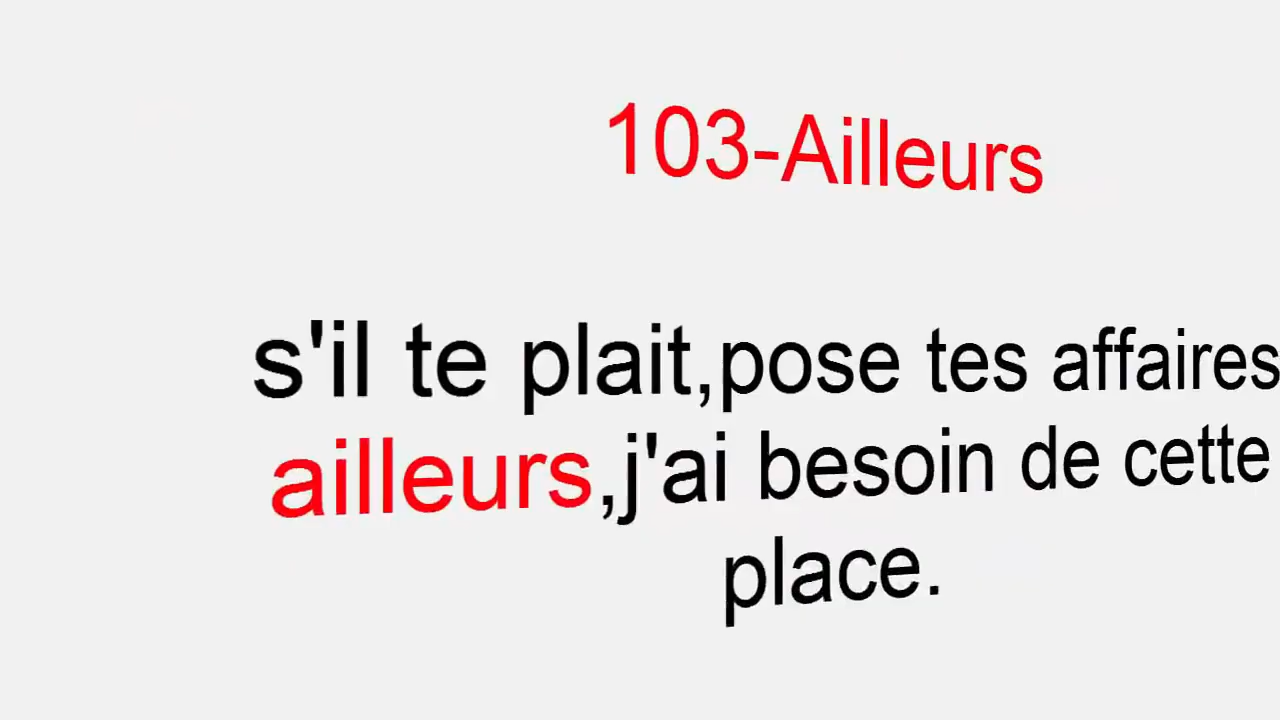 103-Ailleurs
s'il te plait,pose tes affaires
ailleurs,j'ai besoin de cette
place.